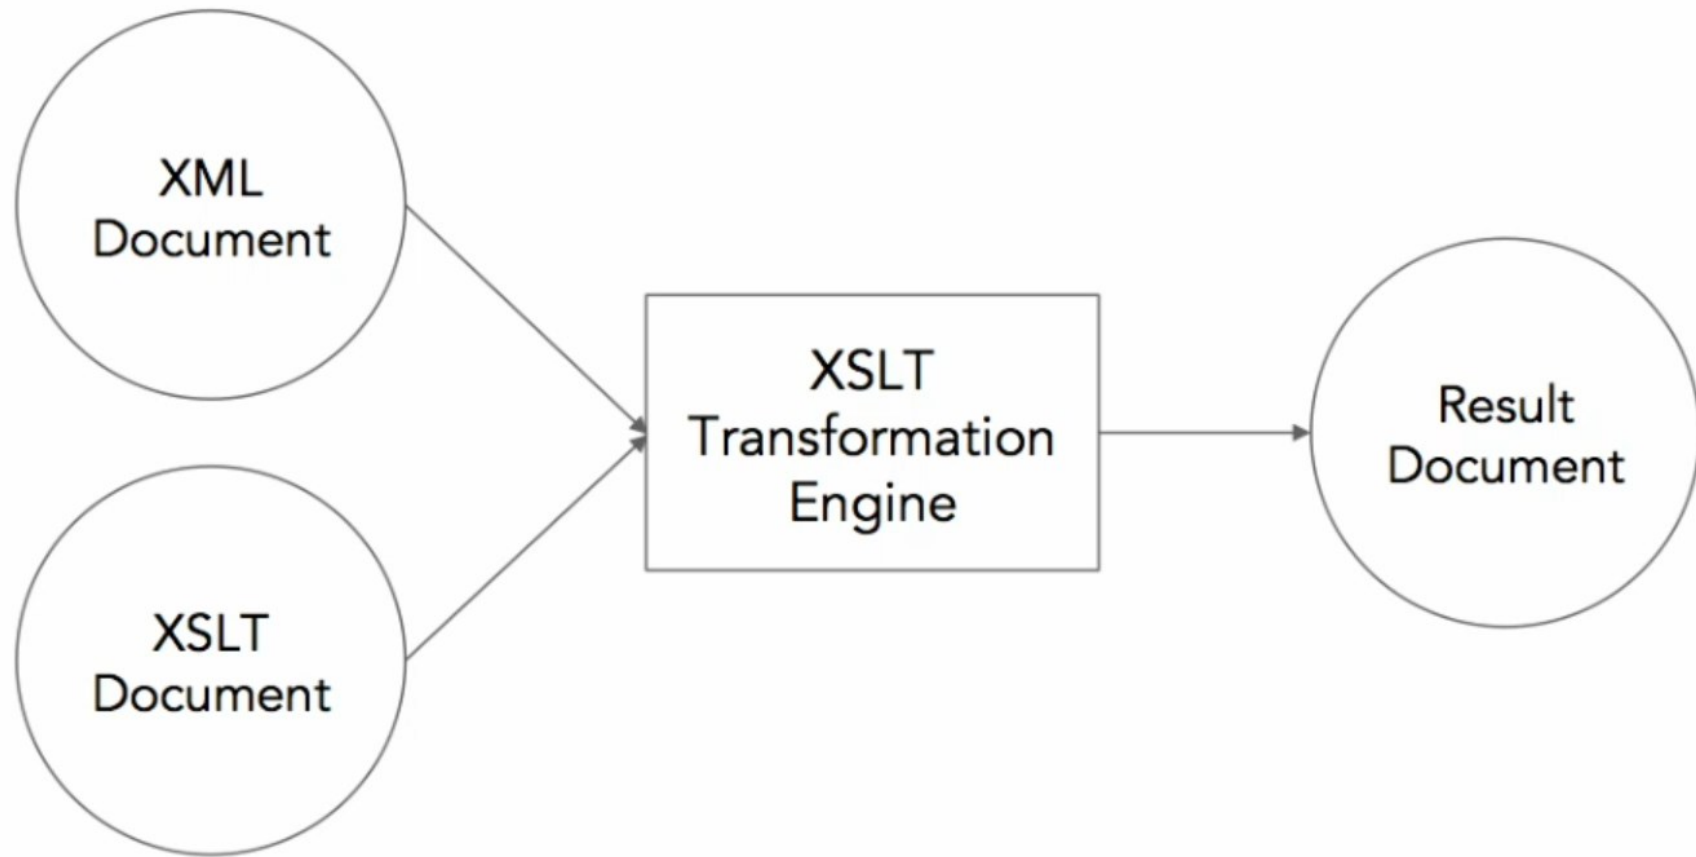 XML
Document
XSLT
Document
XSLT
Transformation
Engine
Result
Document